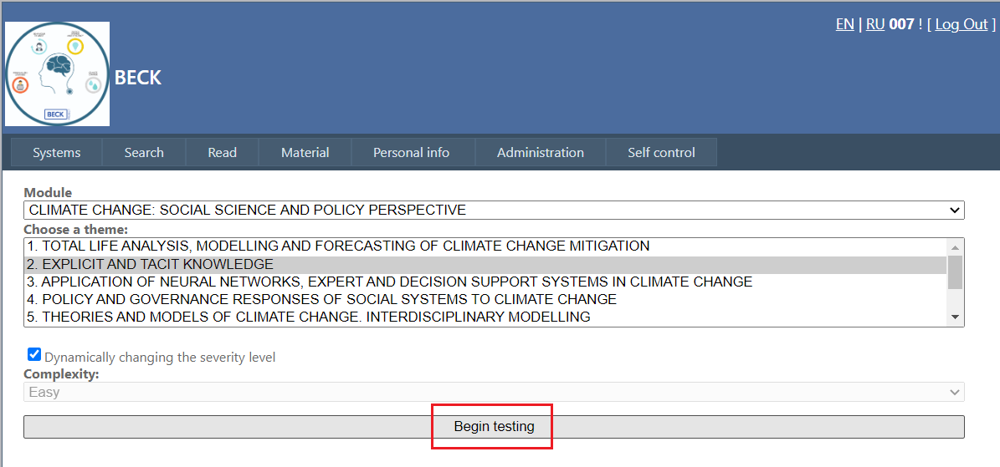 EN | RU 007 ! [ Log Out ]
BECK
BECK
Systems Search Read Material Personal info Administration Self control
Module
CLIMATE CHANGE: SOCIAL SCIENCE AND POLICY PERSPECTIVE
Choose a theme:
1. TOTAL LIFE ANALYSIS, MODELLING AND FORECASTING OF CLIMATE CHANGE MITIGATION
2. EXPLICIT AND TACIT KNOWLEDGE
3. APPLICATION OF NEURAL NETWORKS, EXPERT AND DECISION SUPPORT SYSTEMS IN CLIMATE CHANGE
4. POLICY AND GOVERNANCE RESPONSES OF SOCIAL SYSTEMS TO CLIMATE CHANGE
5. THEORIES AND MODELS OF CLIMATE CHANGE. INTERDISCIPLINARY MODELLING
Dynamically changing the severity level
Complexity:
Easy
Begin testing